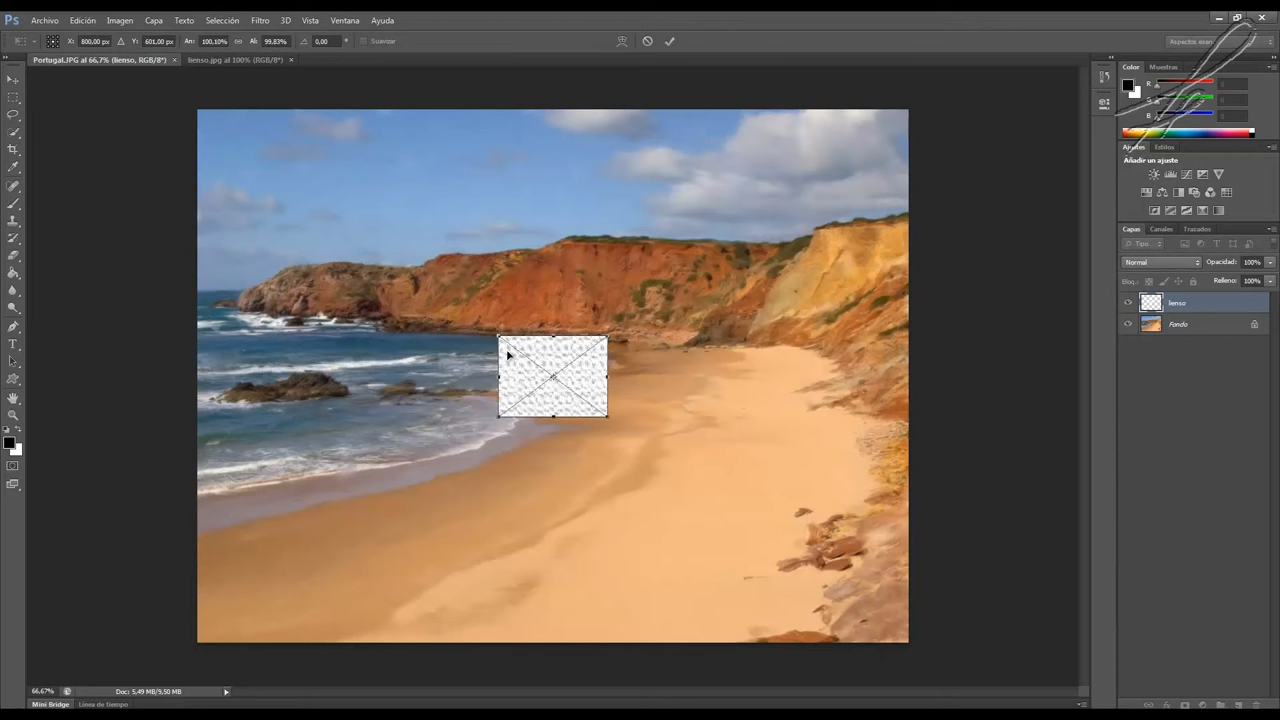 Ps Archivo Edición Imagen Capa Texto Selección Filtro 3D Vista Ventana Ayuda
X: 800,00 px Y: 601,00 px An: 100,10% Al: 99,83% 0,00 ° Suavizar
Aspectos esen
Portugal.JPG al 66,7% (lienso, RGB/8*) × lienso.jpg al 100% (RGB/8*) ×
Color Muestras
R
G
B
Ajustes Estilos
Añadir un ajuste
Capas Canales Trazados
Tipo
Normal Opacidad: 100%
Bloq.: Relleno: 100%
lienso
Fondo
66,67% Doc: 5,49 MB/9,50 MB
Mini Bridge Línea de tiempo